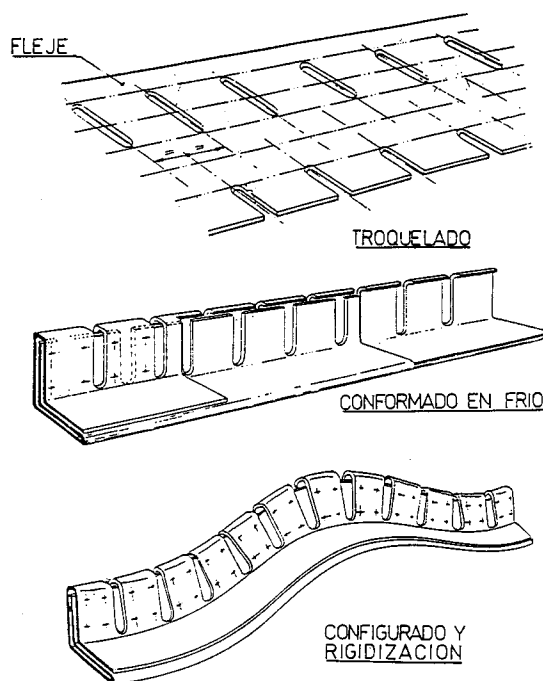 FLEJE
TROQUELADO
CONFORMADO EN FRIO
CONFIGURADO Y
RIGIDIZACION